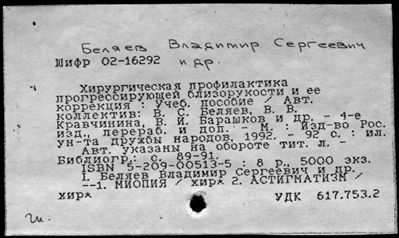 Беляев Владимир Сергеевич
Шифр 02-16292 и др.
Хирургическая профилактика
прогрессирующей близорукости и ее
коррекция : Учеб. пособие / Авт.
коллектив: В. С. Беляев, В. В.
Кравчинина, В. И. Барашков и др. - 4-е
изд., перераб. и доп. - М. : Изд-во Рос.
ун-та дружбы народов, 1992. - 92 с. : ил.
Авт. указаны на обороте тит. л. -
Библиогр.: с. 89-91.
ISBN 5-209-00513-5 : 8 р., 5000 экз.
I. Беляев Владимир Сергеевич и др.
--1. МИОПИЯ / хир* 2. АСТИГМАТИЗМ /
хир*
УДК 617.753.2